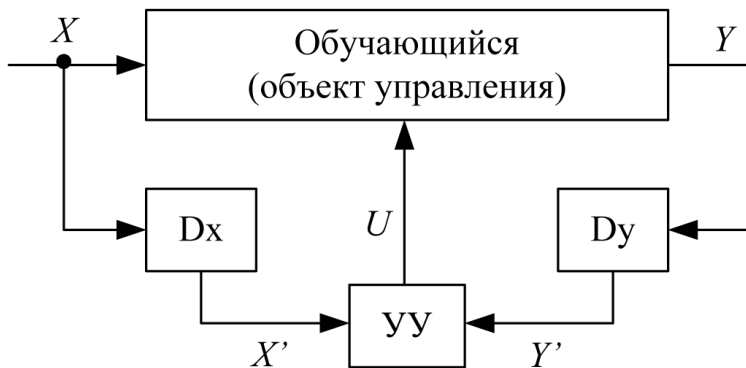 X
Обучающийся
(объект управления)
Y
Dx
U
Dy
УУ
X’
Y’